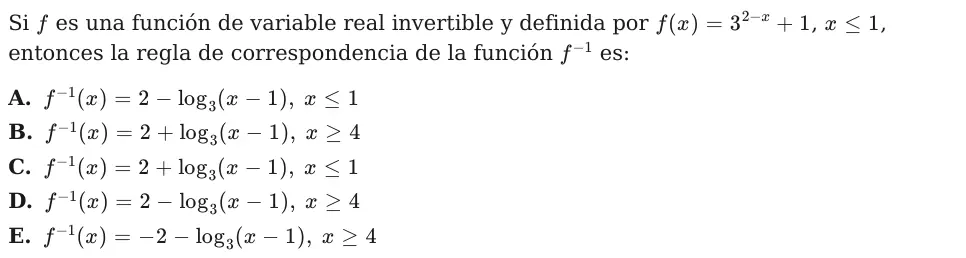 Si f es una función de variable real invertible y definida por f(x) = 3^{2−x} + 1, x ≤ 1,
entonces la regla de correspondencia de la función f^{−1} es:
A. f^{−1}(x) = 2 − log_3(x − 1), x ≤ 1
B. f^{−1}(x) = 2 + log_3(x − 1), x ≥ 4
C. f^{−1}(x) = 2 + log_3(x − 1), x ≤ 1
D. f^{−1}(x) = 2 − log_3(x − 1), x ≥ 4
E. f^{−1}(x) = −2 − log_3(x − 1), x ≥ 4